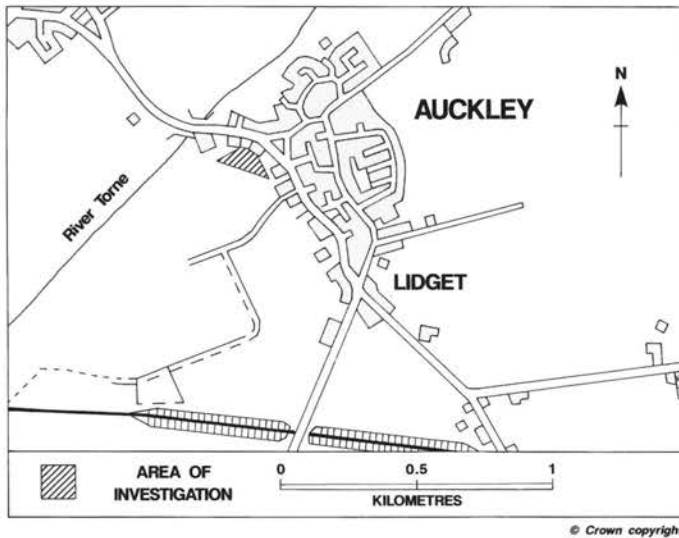 N
AUCKLEY
River Torne
LIDGET
AREA OF
INVESTIGATION
0 0.5 1
KILOMETRES
© Crown copyrigh